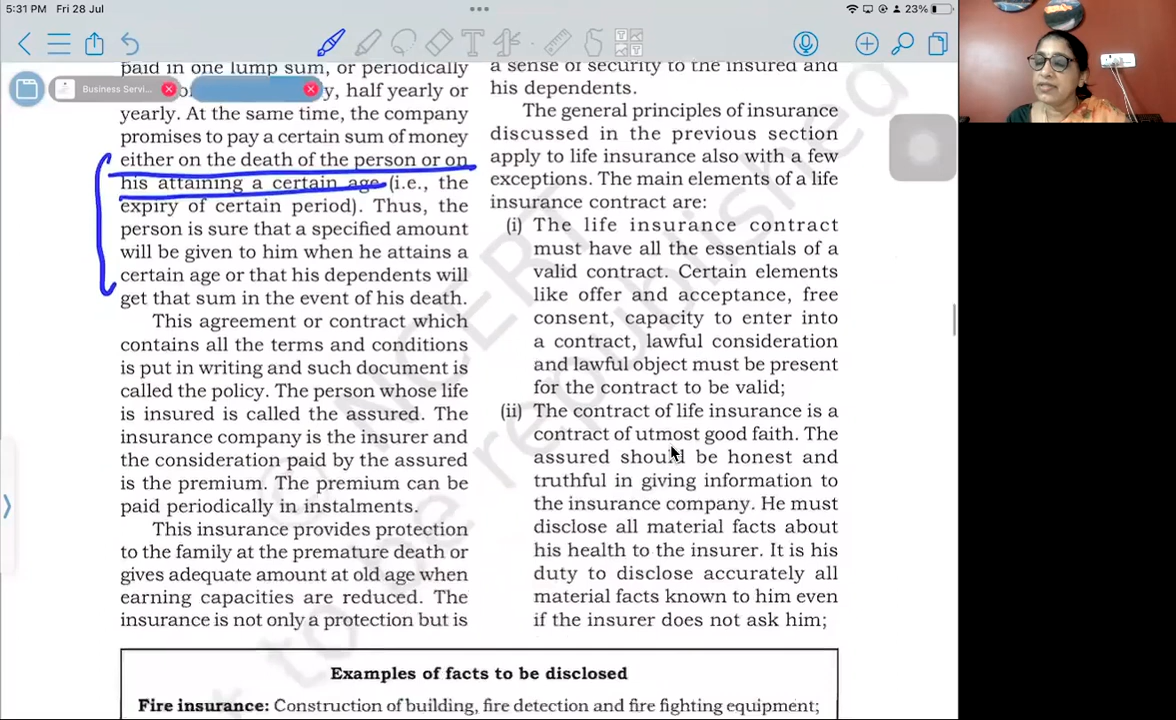 5:31 PM Fri 28 Jul
23%
Business Servi...
paid in one lump sum, or periodically
y, half yearly or
yearly. At the same time, the company
promises to pay a certain sum of money
either on the death of the person or on
his attaining a certain age (i.e., the
expiry of certain period). Thus, the
person is sure that a specified amount
will be given to him when he attains a
certain age or that his dependents will
get that sum in the event of his death.
This agreement or contract which
contains all the terms and conditions
is put in writing and such document is
called the policy. The person whose life
is insured is called the assured. The
insurance company is the insurer and
the consideration paid by the assured
is the premium. The premium can be
paid periodically in instalments.
This insurance provides protection
to the family at the premature death or
gives adequate amount at old age when
earning capacities are reduced. The
insurance is not only a protection but is
a sense of security to the insured and
his dependents.
The general principles of insurance
discussed in the previous section
apply to life insurance also with a few
exceptions. The main elements of a life
insurance contract are:
(i) The life insurance contract
must have all the essentials of a
valid contract. Certain elements
like offer and acceptance, free
consent, capacity to enter into
a contract, lawful consideration
and lawful object must be present
for the contract to be valid;
(ii) The contract of life insurance is a
contract of utmost good faith. The
assured should be honest and
truthful in giving information to
the insurance company. He must
disclose all material facts about
his health to the insurer. It is his
duty to disclose accurately all
material facts known to him even
if the insurer does not ask him;
Examples of facts to be disclosed
Fire insurance: Construction of building, fire detection and fire fighting equipment;
© NCERT
to be republished